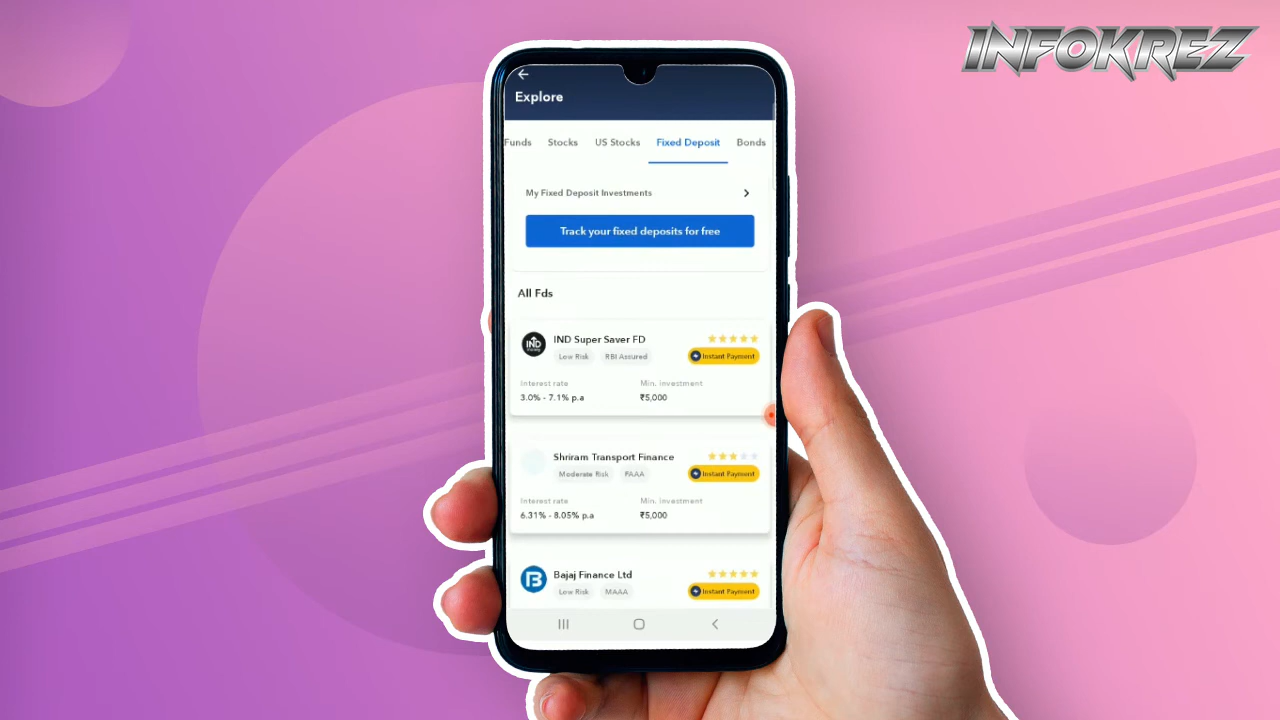 INFOKREZ
Explore
Funds Stocks US Stocks Fixed Deposit Bonds
My Fixed Deposit Investments
Track your fixed deposits for free
All Fds
IND Super Saver FD
Low Risk RBI Assured Instant Payment
Interest rate Min. investment
3.0% - 7.1% p.a ₹5,000
Shriram Transport Finance
Moderate Risk FAAA Instant Payment
Interest rate Min. investment
6.31% - 8.05% p.a ₹5,000
Bajaj Finance Ltd
Low Risk MAAA Instant Payment